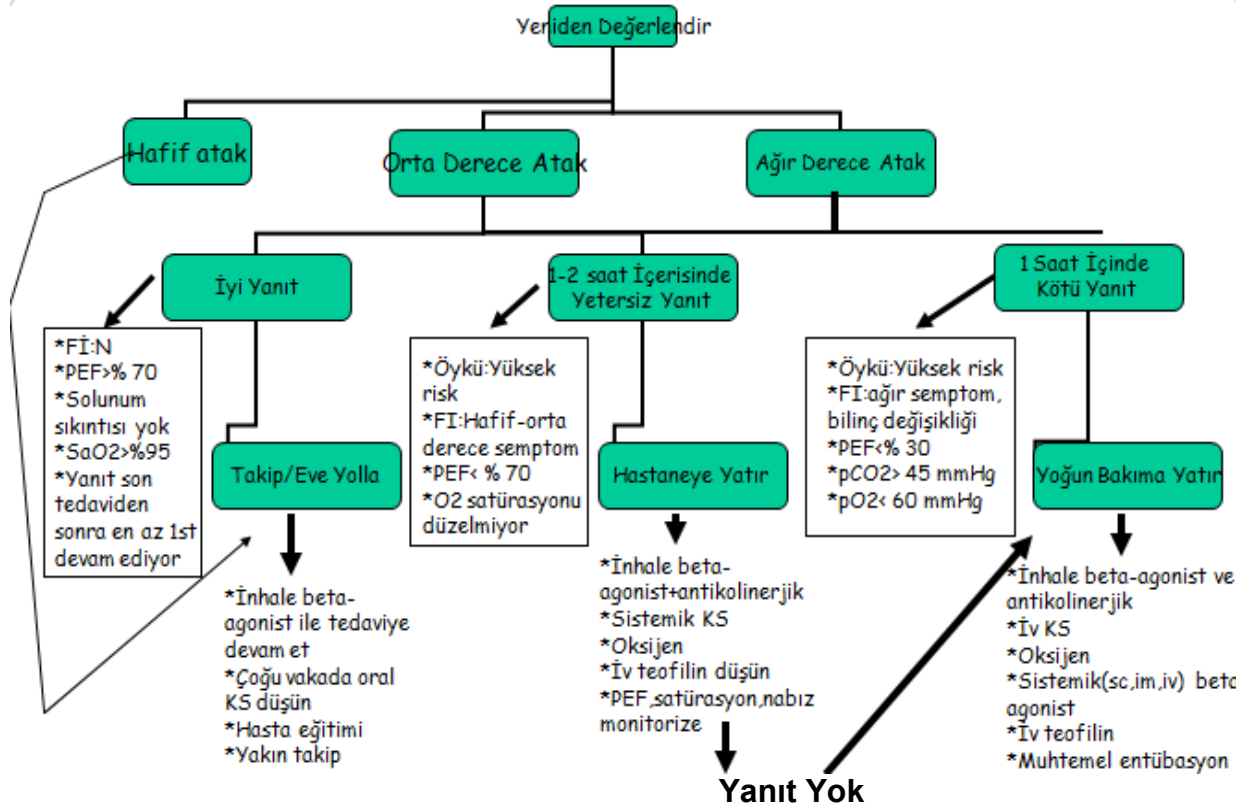 Yeniden Değerlendir
Hafif atak
Orta Derece Atak
Ağır Derece Atak
İyi Yanıt
1-2 saat İçerisinde
Yetersiz Yanıt
1 Saat İçinde
Kötü Yanıt
*Fİ:N
*PEF>% 70
*Solunum
sıkıntısı yok
*SaO2>%95
*Yanıt son
tedaviden
sonra en az 1st
devam ediyor
*Öykü:Yüksek
risk
*FI:Hafif-orta
derece semptom
*PEF< % 70
*O2 satürasyonu
düzelmiyor
*Öykü:Yüksek risk
*FI:ağır semptom,
bilinç değişikliği
*PEF<% 30
*pCO2> 45 mmHg
*pO2< 60 mmHg
Takip/Eve Yolla
Hastaneye Yatır
Yoğun Bakıma Yatır
*İnhale beta-
agonist ile tedaviye
devam et
*Çoğu vakada oral
KS düşün
*Hasta eğitimi
*Yakın takip
*İnhale beta-
agonist+antikolinerjik
*Sistemik KS
*Oksijen
*İv teofilin düşün
*PEF,satürasyon,nabız
monitorize
*İnhale beta-agonist ve
antikolinerjik
*İv KS
*Oksijen
*Sistemik(sc,im,iv) beta
agonist
*İv teofilin
*Muhtemel entübasyon
Yanıt Yok